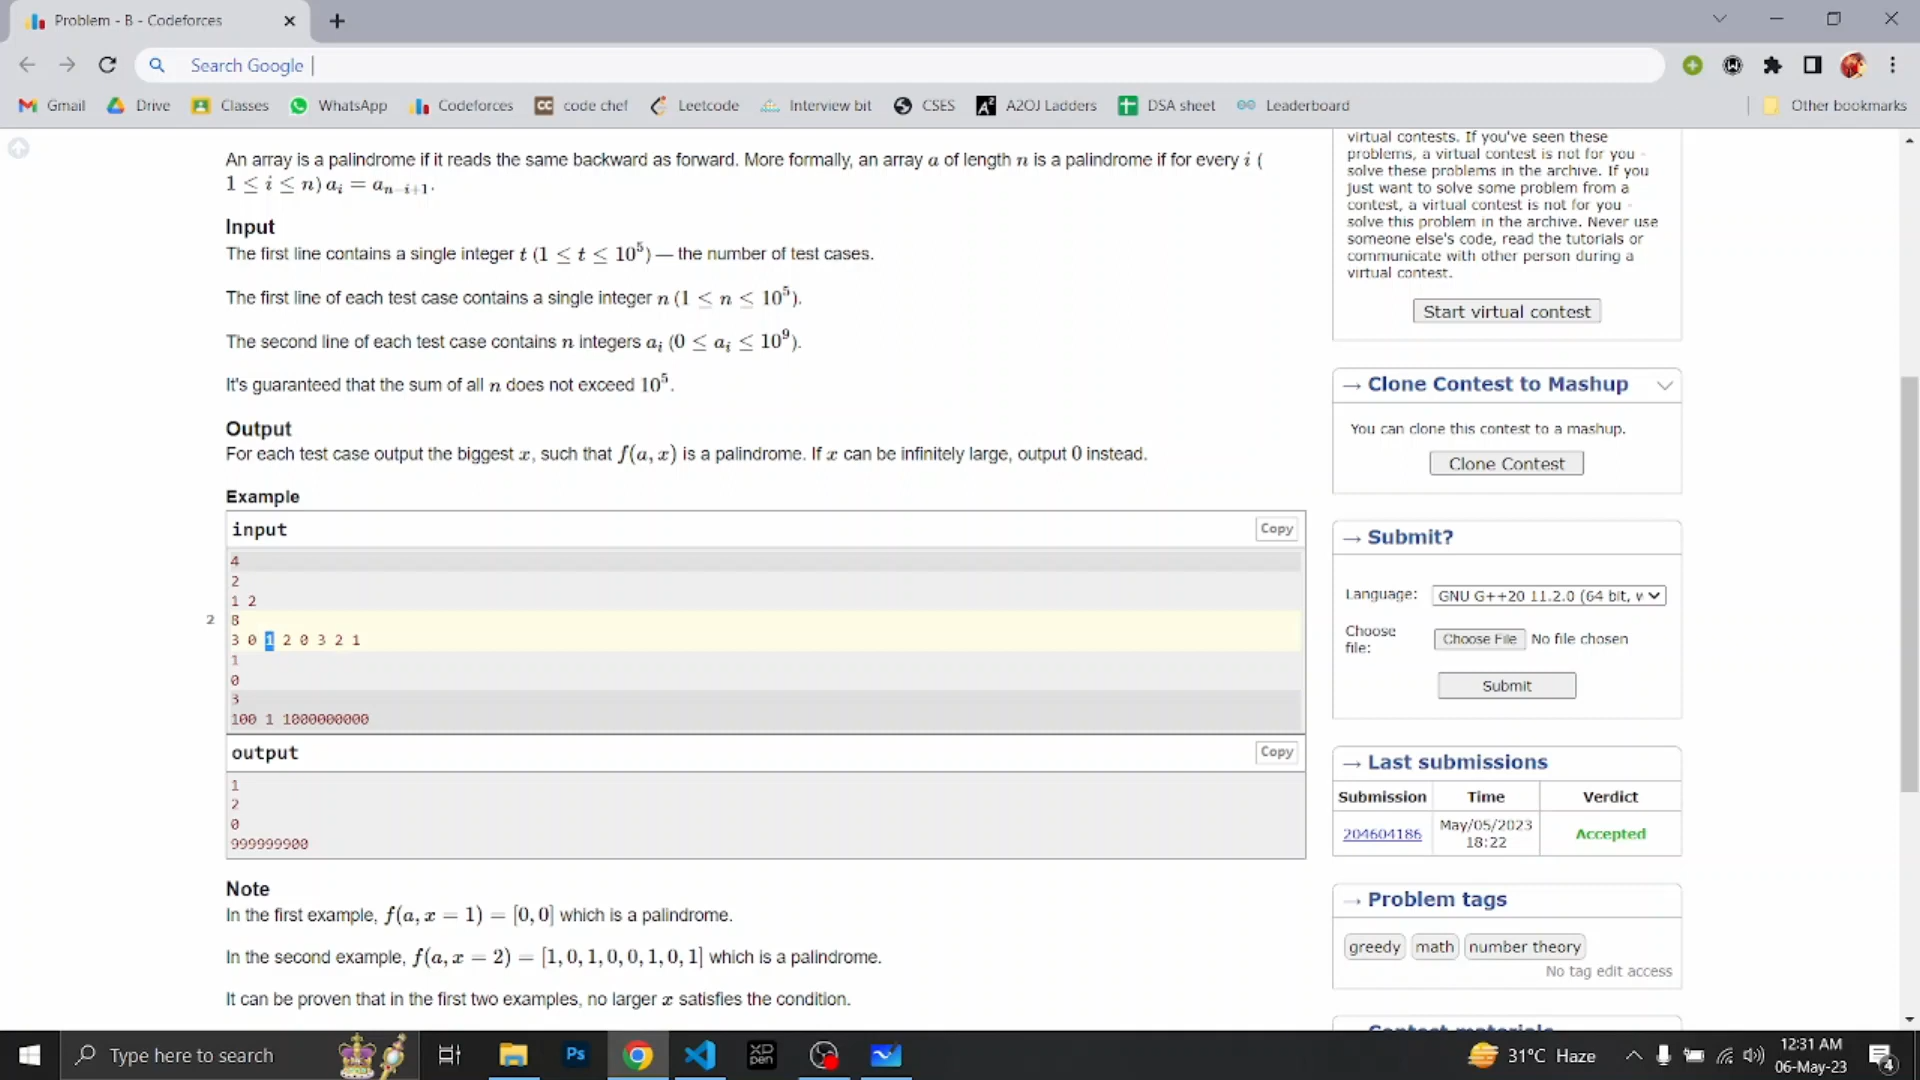 Problem - B - Codeforces
Search Google
Gmail
Drive
Classes
WhatsApp
Codeforces
code chef
Leetcode
Interview bit
CSES
A2OJ Ladders
DSA sheet
Leaderboard
Other bookmarks
An array is a palindrome if it reads the same backward as forward. More formally, an array a of length n is a palindrome if for every i (
1 ≤ i ≤ n) a_i = a_{n-i+1}.
Input
The first line contains a single integer t (1 ≤ t ≤ 10^5) — the number of test cases.
The first line of each test case contains a single integer n (1 ≤ n ≤ 10^5).
The second line of each test case contains n integers a_i (0 ≤ a_i ≤ 10^9).
It's guaranteed that the sum of all n does not exceed 10^5.
Output
For each test case output the biggest x, such that f(a, x) is a palindrome. If x can be infinitely large, output 0 instead.
Example
input
Copy
4
2
1 2
2
8
3 0 1 2 0 3 2 1
1
0
3
100 1 1000000000
output
Copy
1
2
0
999999900
Note
In the first example, f(a, x = 1) = [0, 0] which is a palindrome.
In the second example, f(a, x = 2) = [1, 0, 1, 0, 0, 1, 0, 1] which is a palindrome.
It can be proven that in the first two examples, no larger x satisfies the condition.
virtual contests. If you've seen these
problems, a virtual contest is not for you -
solve these problems in the archive. If you
just want to solve some problem from a
contest, a virtual contest is not for you -
solve this problem in the archive. Never use
someone else's code, read the tutorials or
communicate with other person during a
virtual contest.
Start virtual contest
→ Clone Contest to Mashup
You can clone this contest to a mashup.
Clone Contest
→ Submit?
Language: GNU G++20 11.2.0 (64 bit, v
Choose
file:
Choose File No file chosen
Submit
→ Last submissions
Submission Time Verdict
204604186 May/05/2023
18:22 Accepted
→ Problem tags
greedy math number theory
No tag edit access
Type here to search
Ps
XD
pen
31°C Haze
12:31 AM
06-May-23
4